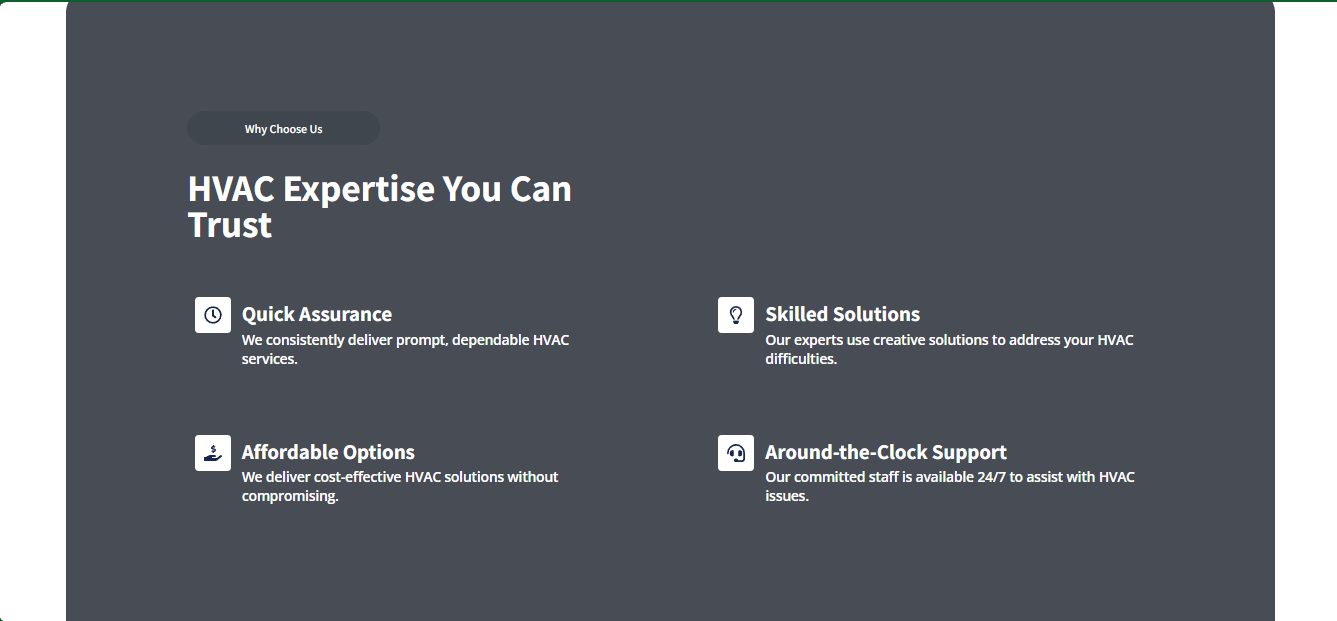 Why Choose Us
HVAC Expertise You Can
Trust
Quick Assurance
We consistently deliver prompt, dependable HVAC
services.
Skilled Solutions
Our experts use creative solutions to address your HVAC
difficulties.
Affordable Options
We deliver cost-effective HVAC solutions without
compromising.
Around-the-Clock Support
Our committed staff is available 24/7 to assist with HVAC
issues.